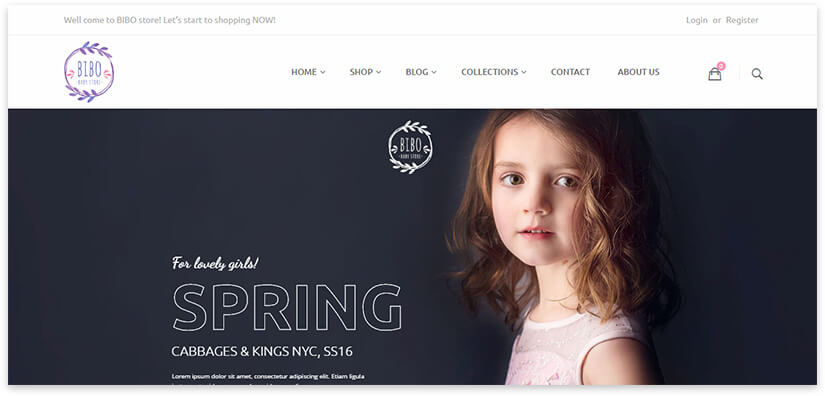 Well come to BIBO store! Let's start to shopping NOW!
Login or Register
BIBO
BABY STORE
HOME SHOP BLOG COLLECTIONS CONTACT ABOUT US
0
BIBO
BABY STORE
For lovely girls!
SPRING
CABBAGES & KINGS NYC, SS16
Lorem ipsum dolor sit amet, consectetur adipiscing elit. Etiam ligula